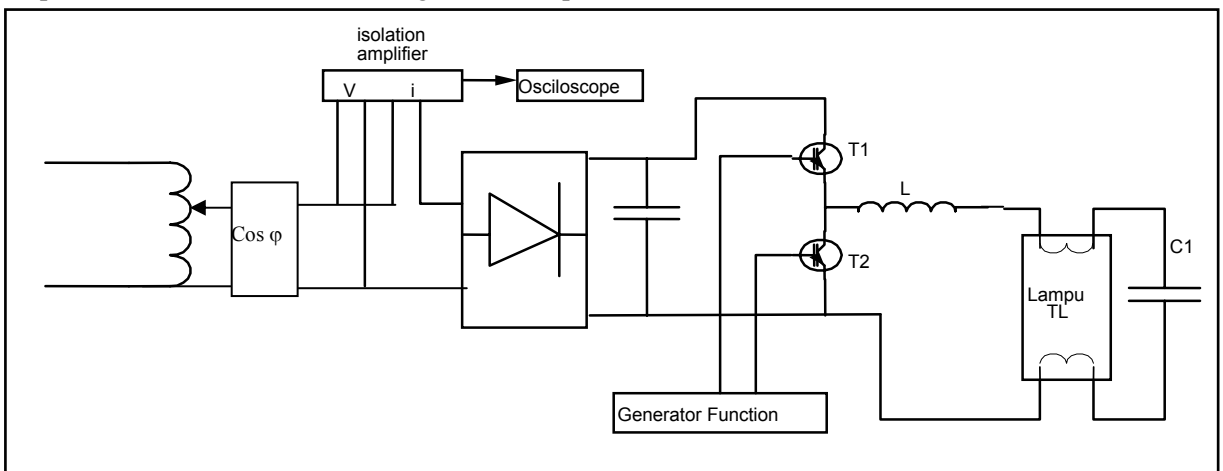 isolation
amplifier
V i
Osciloscope
T1
L
Cos φ
T2
C1
Lampu
TL
Generator Function